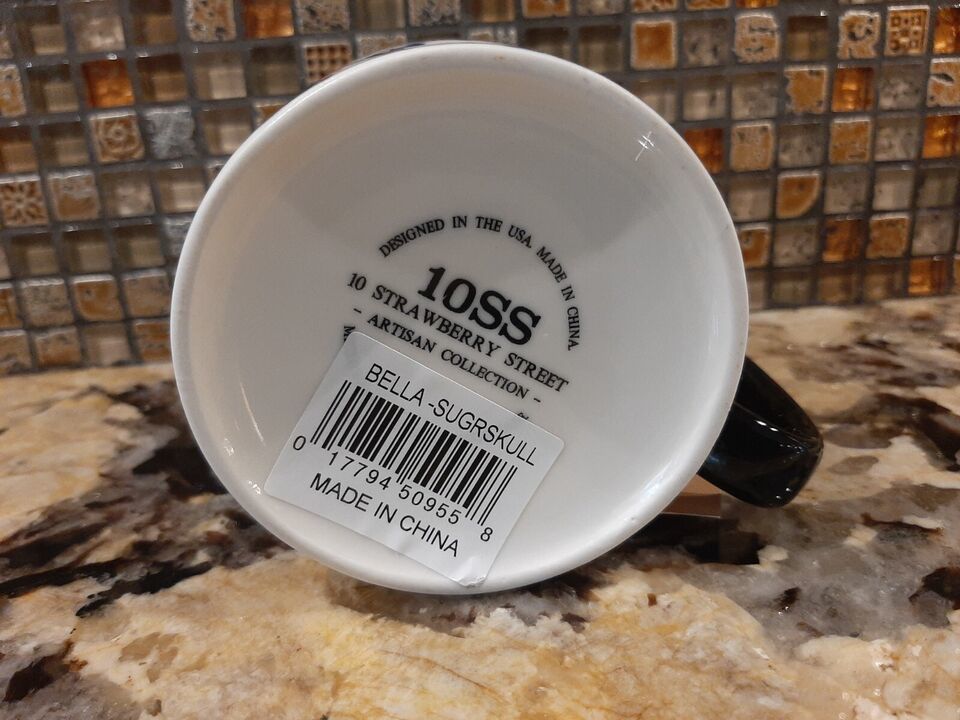 DESIGNED IN THE USA. MADE IN CHINA.
10SS
10 STRAWBERRY STREET
- ARTISAN COLLECTION -
BELLA -SUGRSKULL
0 17794 50955 8
MADE IN CHINA